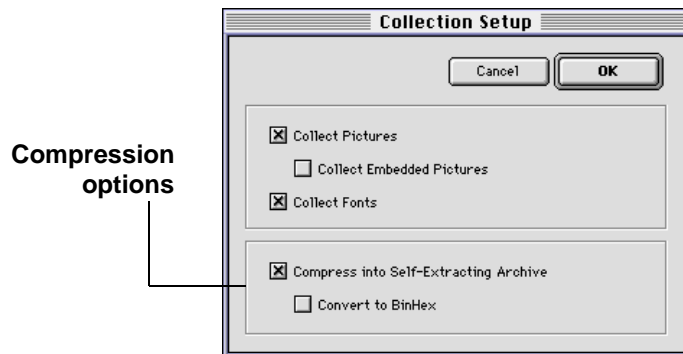 Collection Setup
Cancel
OK
Collect Pictures
Collect Embedded Pictures
Collect Fonts
Compression
options
Compress into Self-Extracting Archive
Convert to BinHex